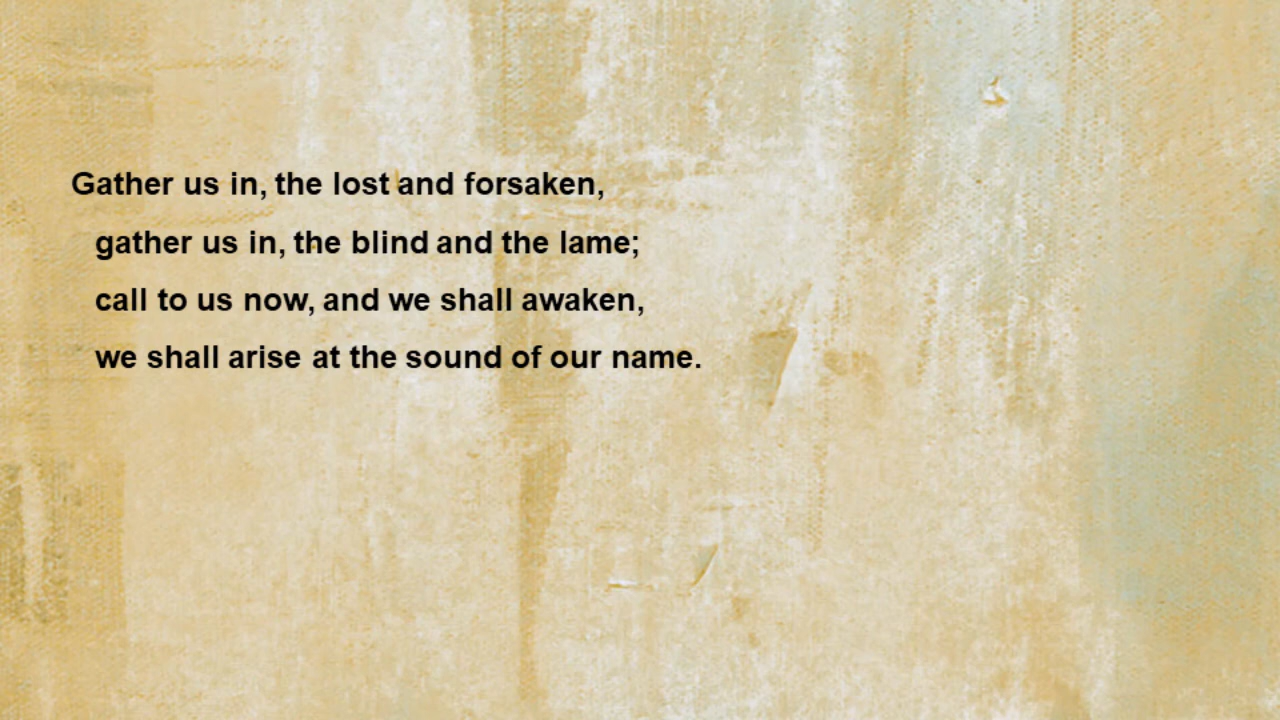 Gather us in, the lost and forsaken,
gather us in, the blind and the lame;
call to us now, and we shall awaken,
we shall arise at the sound of our name.